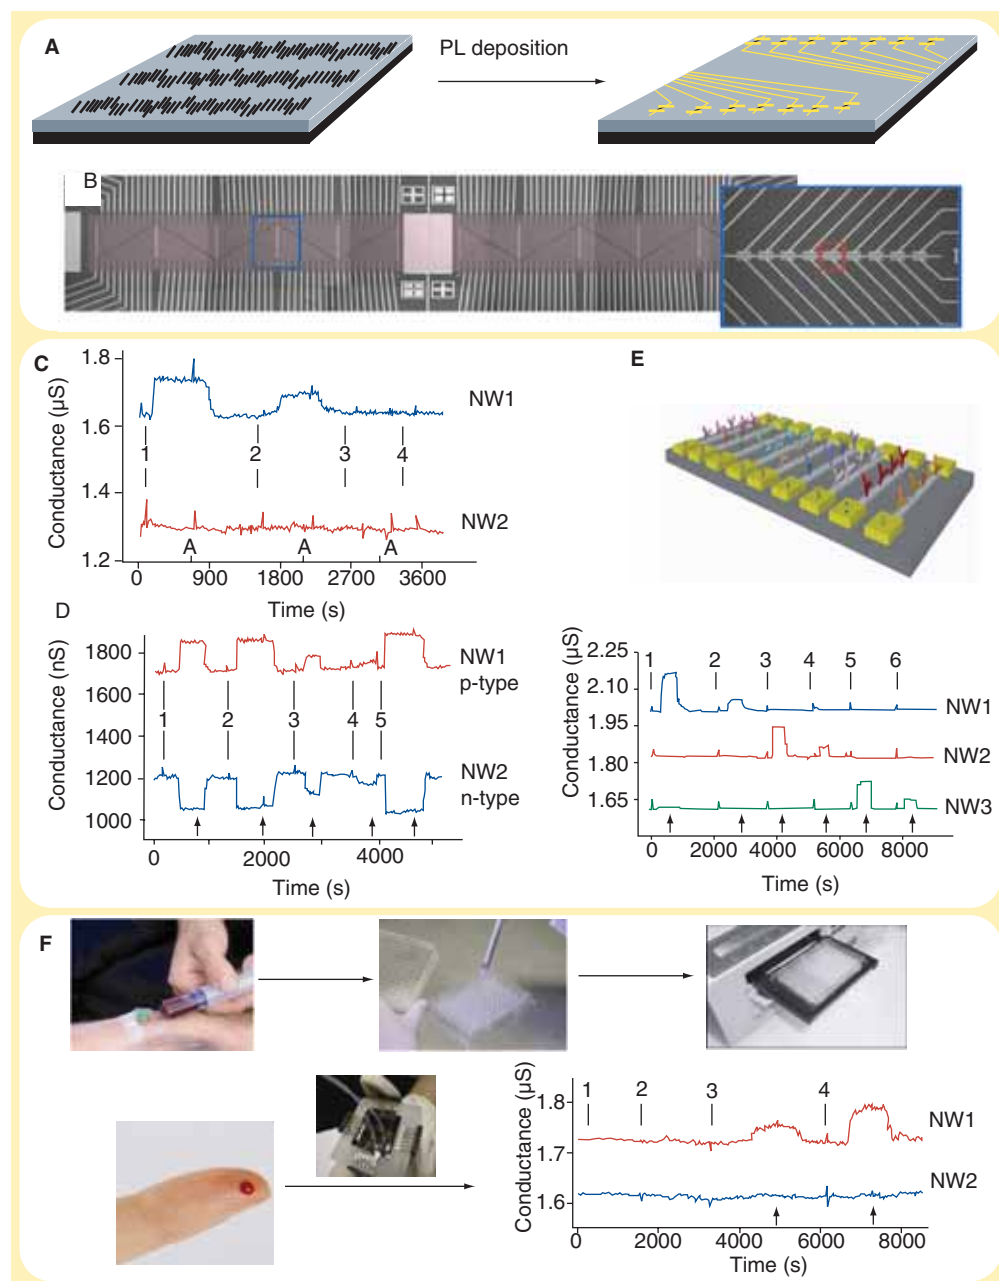 A
PL deposition
B
C
1.8
1.6
1.4
1.2
Conductance (µS)
NW1
1 2 3 4
NW2
A A A
0 900 1800 2700 3600
Time (s)
D
1800
1600
1400
1200
1000
Conductance (nS)
NW1
p-type
1 2 3 4 5
NW2
n-type
0 2000 4000
Time (s)
E
2.25
2.10
1.95
1.80
1.65
Conductance (µS)
1 2 3 4 5 6
NW1
NW2
NW3
0 2000 4000 6000 8000
Time (s)
F
1.8
1.7
1.6
Conductance (µS)
1 2 3 4
NW1
NW2
0 2000 4000 6000 8000
Time (s)